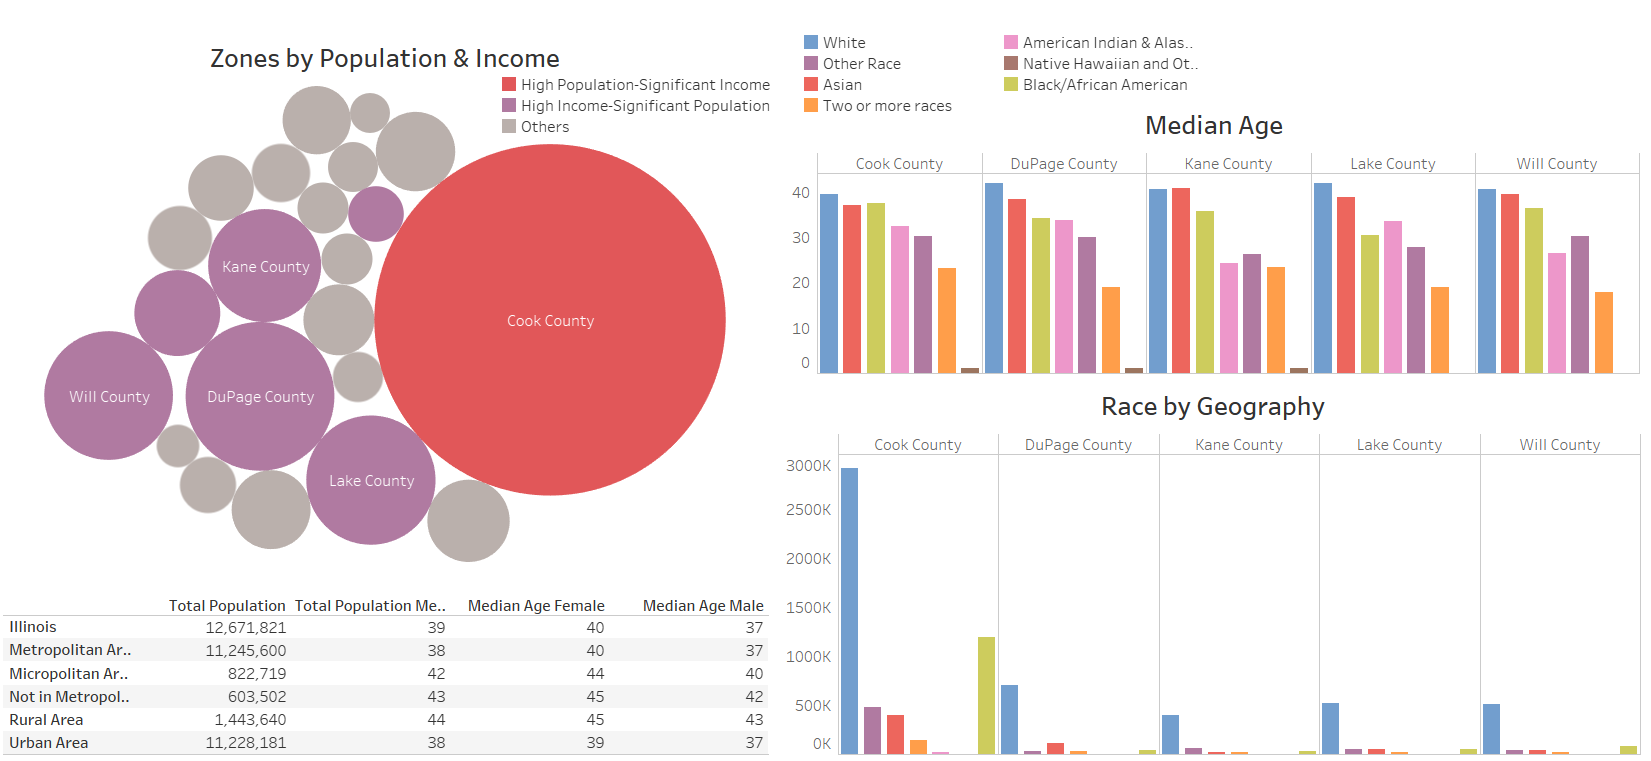 Zones by Population & Income
High Population-Significant Income
High Income-Significant Population
Others
Kane County
Cook County
Will County
DuPage County
Lake County
Total Population Total Population Me.. Median Age Female Median Age Male
Illinois 12,671,821 39 40 37
Metropolitan Ar.. 11,245,600 38 40 37
Micropolitan Ar.. 822,719 42 44 40
Not in Metropol.. 603,502 43 45 42
Rural Area 1,443,640 44 45 43
Urban Area 11,228,181 38 39 37
White American Indian & Alas..
Other Race Native Hawaiian and Ot..
Asian Black/African American
Two or more races
Median Age
Cook County DuPage County Kane County Lake County Will County
40
30
20
10
0
Race by Geography
Cook County DuPage County Kane County Lake County Will County
3000K
2500K
2000K
1500K
1000K
500K
0K